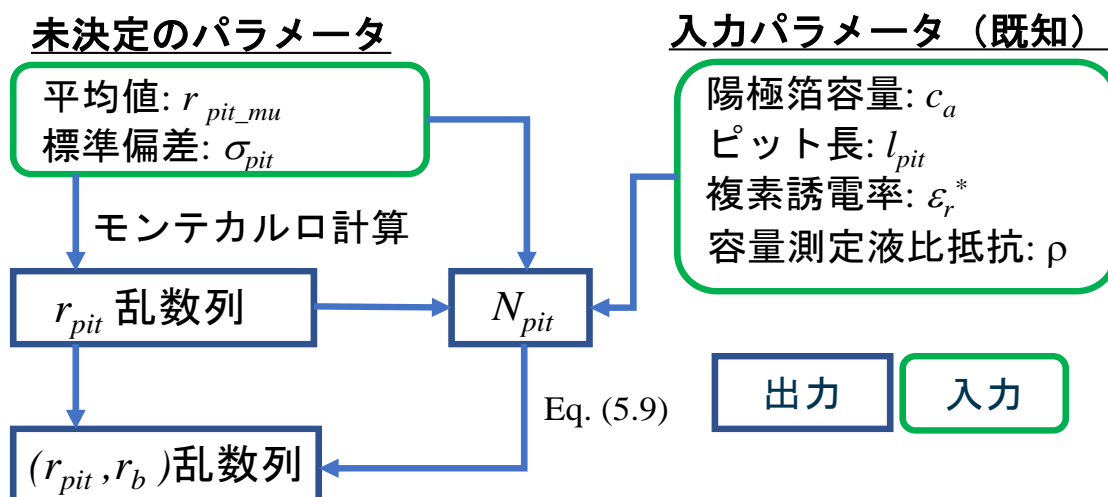 未決定のパラメータ
平均値: r pit_mu
標準偏差: σpit
モンテカルロ計算
rpit 乱数列
(rpit ,rb )乱数列
Npit
Eq. (5.9)
入力パラメータ（既知）
陽極箔容量: ca
ピット長: lpit
複素誘電率: εr*
容量測定液比抵抗: ρ
出力
入力